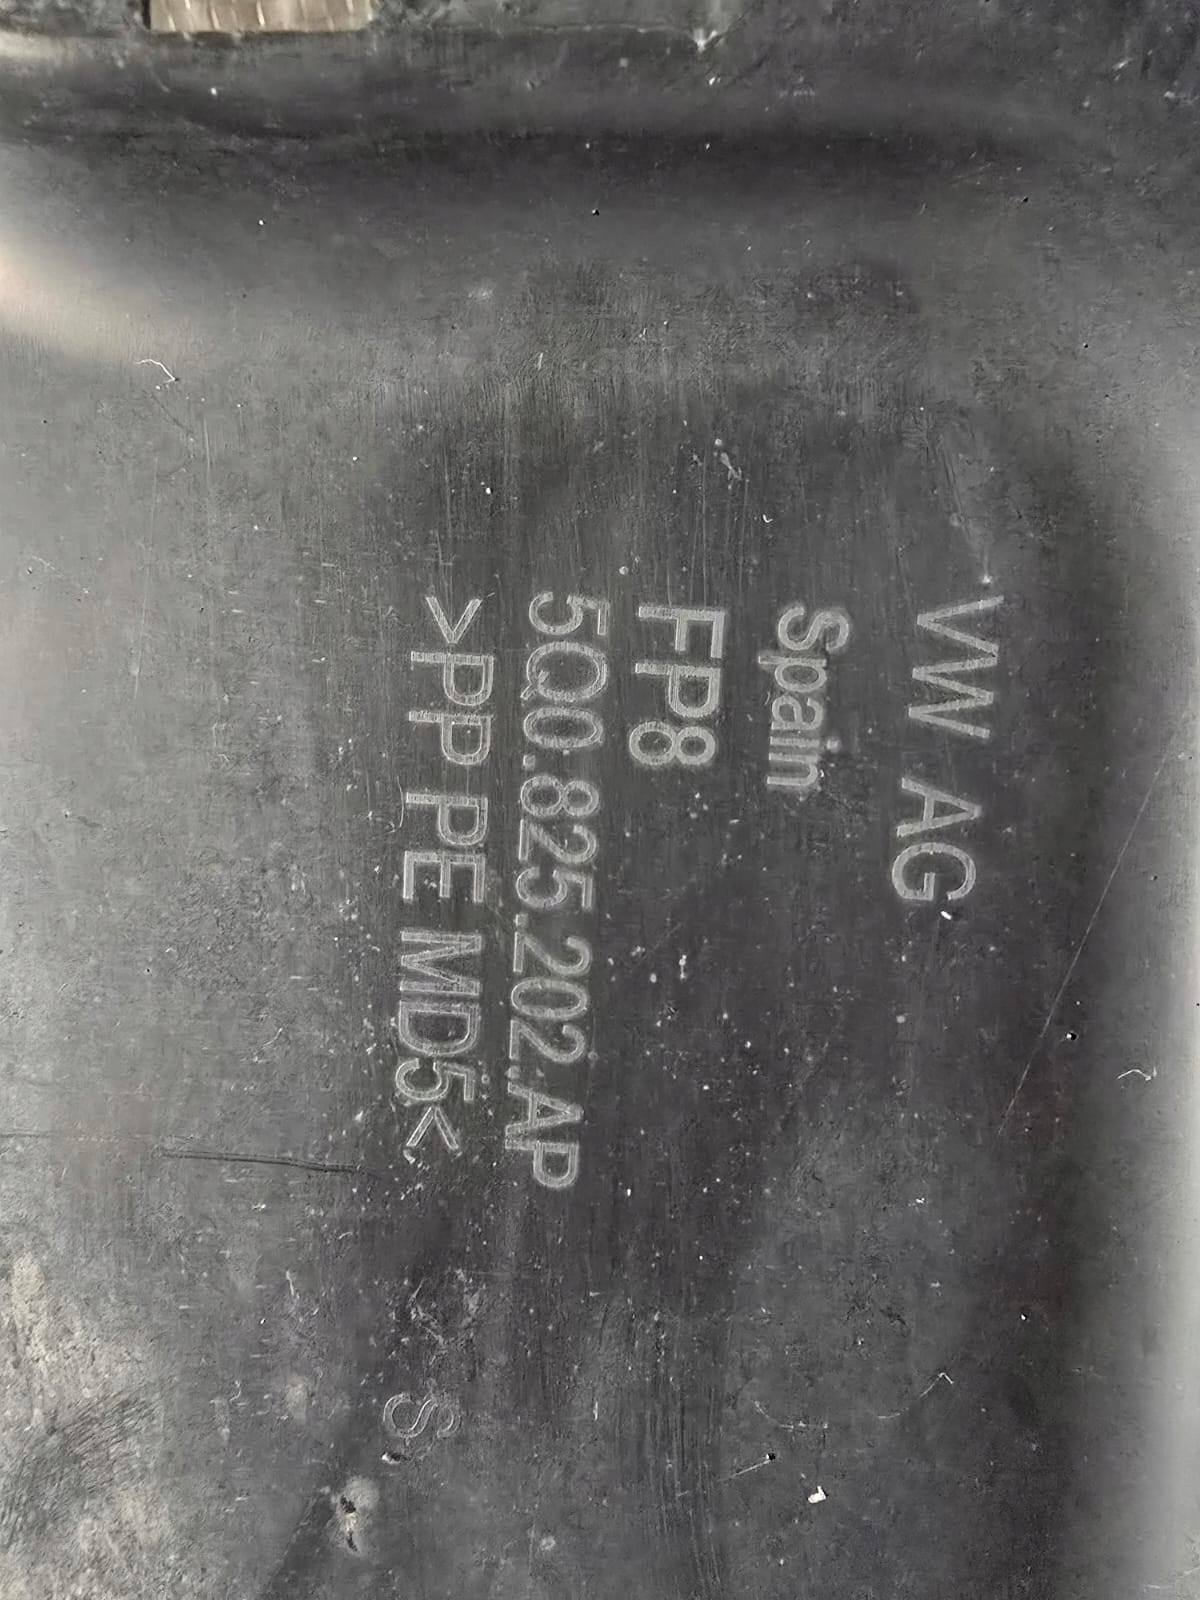 VW AG
Spain
FP8
5Q0.825.202.AP
>PP PE MD5<
S